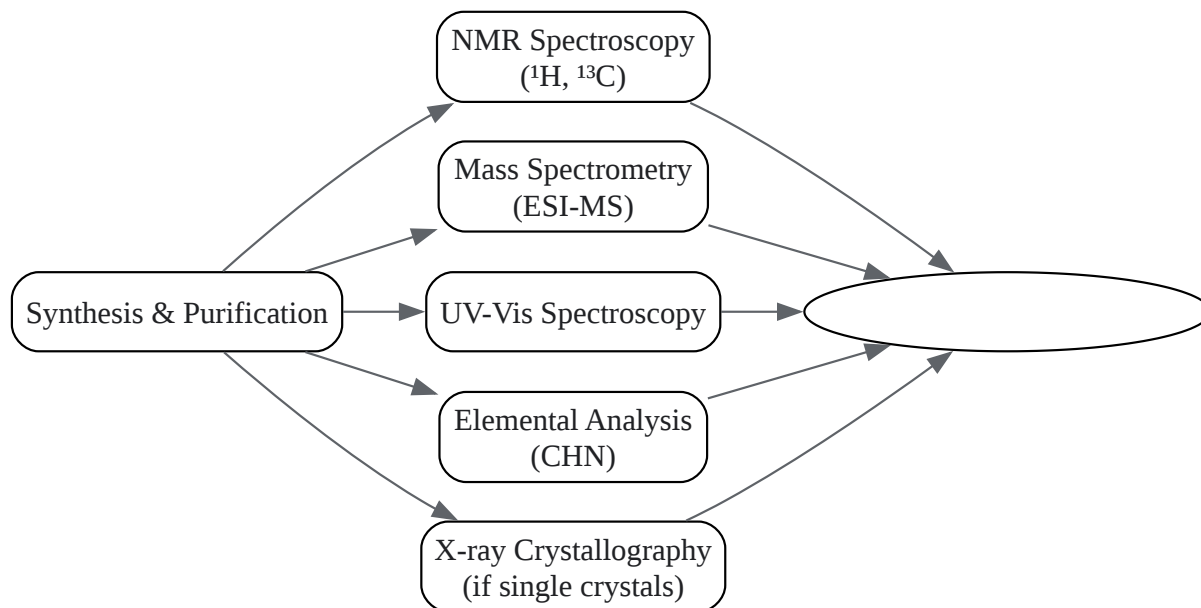 NMR Spectroscopy
(¹H, ¹³C)
Mass Spectrometry
(ESI-MS)
Synthesis & Purification
UV-Vis Spectroscopy
Elemental Analysis
(CHN)
X-ray Crystallography
(if single crystals)